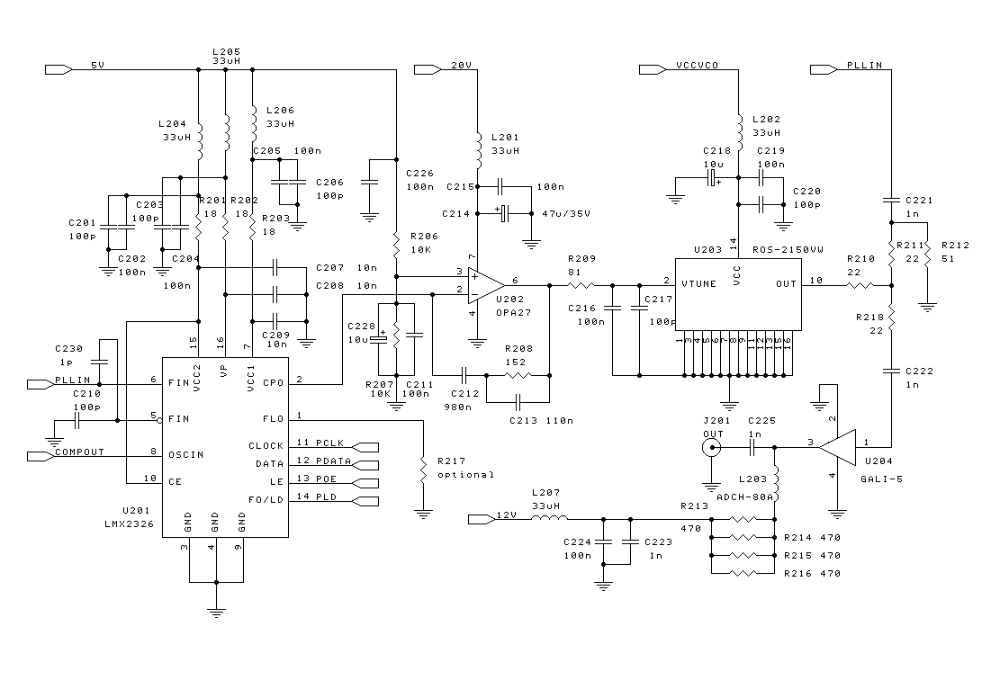 L205
33uH
5V
20V
VCCVCO
PLLIN
L204
33uH
L206
33uH
L201
33uH
L202
33uH
C205 100n
C218
10u
C219
100n
C226
100n
C206
100p
C215
100n
C220
100p
C221
1n
C203
100p
R201
18
R202
18
R203
18
C214
47u/35V
C201
100p
C202
100n
C204
100n
R206
10K
7
14
U203
ROS-2150VW
R211
22
R212
51
C207 10n
C208 10n
3
2
6
4
U202
OPA27
R209
81
2
VTUNE
VCC
OUT
10
R210
22
C209
10n
C228
10u
C216
100n
C217
100p
R218
22
15
16
7
1
3
4
5
6
7
8
9
11
12
13
15
16
C230
1p
R208
152
PLLIN
6
FIN
VCC2
VP
VCC1
CPO
2
R207
10K
C211
100n
C212
980n
C213 110n
C222
1n
C210
100p
5
FIN
FLO
1
J201
OUT
C225
1n
2
3
1
4
U204
GALI-5
COMPOUT
8
OSCIN
CLOCK
11 PCLK
DATA
12 PDATA
R217
optional
10
CE
LE
13 POE
FO/LD
14 PLD
L203
ADCH-80A
U201
LMX2326
GND
GND
GND
3
4
9
L207
33uH
12V
R213
470
C224
100n
C223
1n
R214 470
R215 470
R216 470